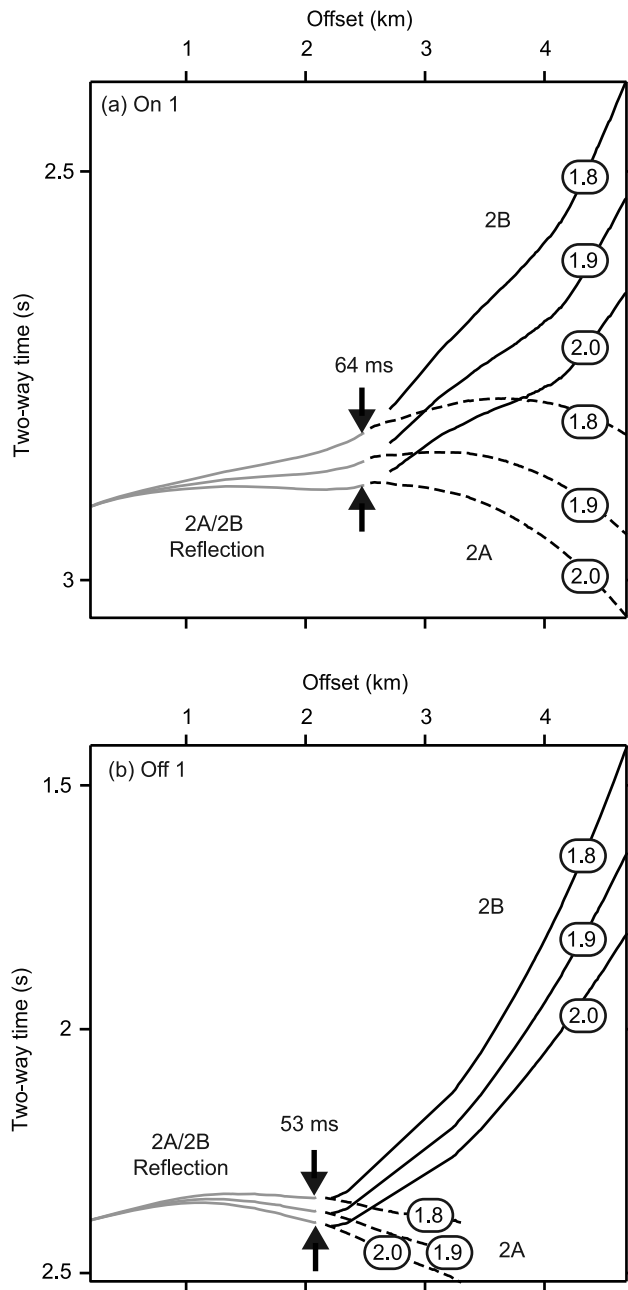 Offset (km)
1 2 3 4
(a) On 1
2.5
1.8
2B
1.9
2.0
64 ms
Two-way time (s)
1.8
2A/2B
Reflection
1.9
2A
3
2.0
Offset (km)
1 2 3 4
(b) Off 1
1.5
1.8
2B
1.9
2.0
2
Two-way time (s)
53 ms
2A/2B
Reflection
1.8
2.0 1.9 2A
2.5